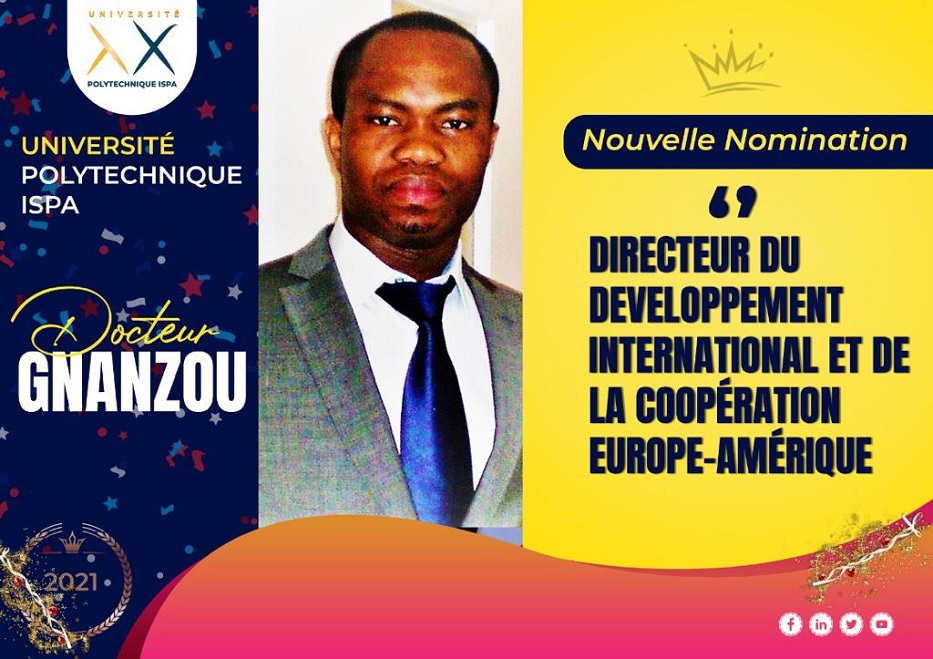 UNIVERSITÉ
POLYTECHNIQUE ISPA
UNIVERSITÉ
POLYTECHNIQUE
ISPA
Docteur
GNANZOU
2021
Nouvelle Nomination
DIRECTEUR DU
DEVELOPPEMENT
INTERNATIONAL ET DE
LA COOPÉRATION
EUROPE-AMÉRIQUE